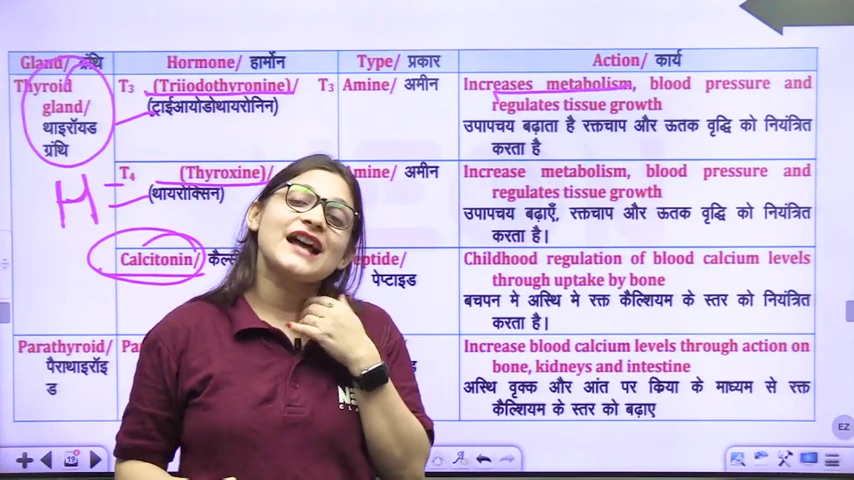 Gland/ ग्रंथि Hormone/ हार्मोन Type/ प्रकार Action/ कार्य
Thyroid
gland/
थाइरॉयड
ग्रंथि
T3 (Triiodothyronine)/ T3
(ट्राईआयोडोथायरोनिन)
Amine/ अमीन
Increases metabolism, blood pressure and
regulates tissue growth
उपापचय बढ़ाता है रक्तचाप और ऊतक वृद्धि को नियंत्रित
करता है
H
T4 (Thyroxine)/
(थायरोक्सिन)
Amine/ अमीन
Increase metabolism, blood pressure and
regulates tissue growth
उपापचय बढ़ाएँ, रक्तचाप और ऊतक वृद्धि को नियंत्रित
करता है।
Calcitonin/
पेप्टाइड
Childhood regulation of blood calcium levels
through uptake by bone
बचपन मे अस्थि मे रक्त कैल्शियम के स्तर को नियंत्रित
करता है।
Parathyroid/
पैराथाइरॉइ
ड
Increase blood calcium levels through action on
bone, kidneys and intestine
अस्थि वृक्क और आंत पर क्रिया के माध्यम से रक्त
कैल्शियम के स्तर को बढ़ाए
19
EZ